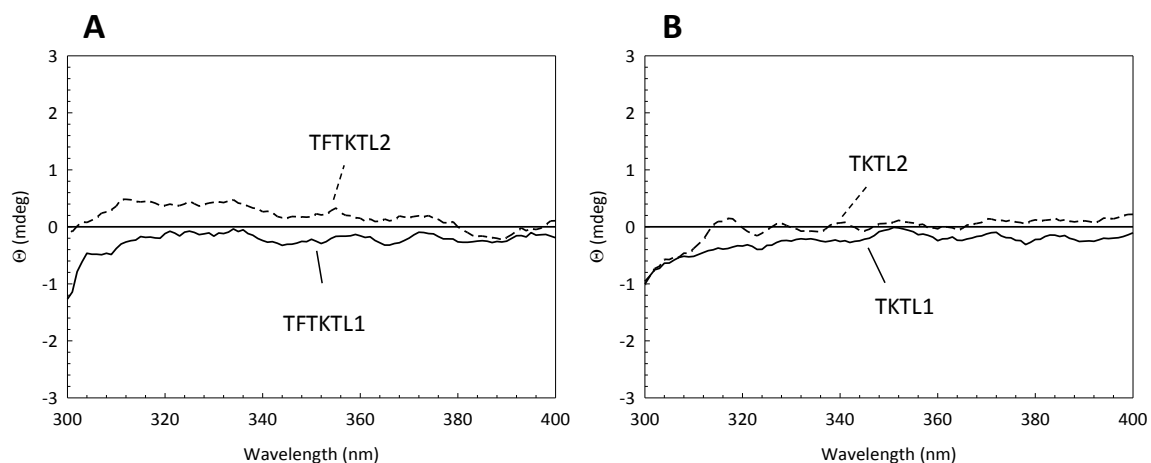 A
3
2
1
0
-1
-2
-3
Θ (mdeg)
TFTKTL2
TFTKTL1
300 320 340 360 380 400
Wavelength (nm)
B
3
2
1
0
-1
-2
-3
Θ (mdeg)
TKTL2
TKTL1
300 320 340 360 380 400
Wavelength (nm)